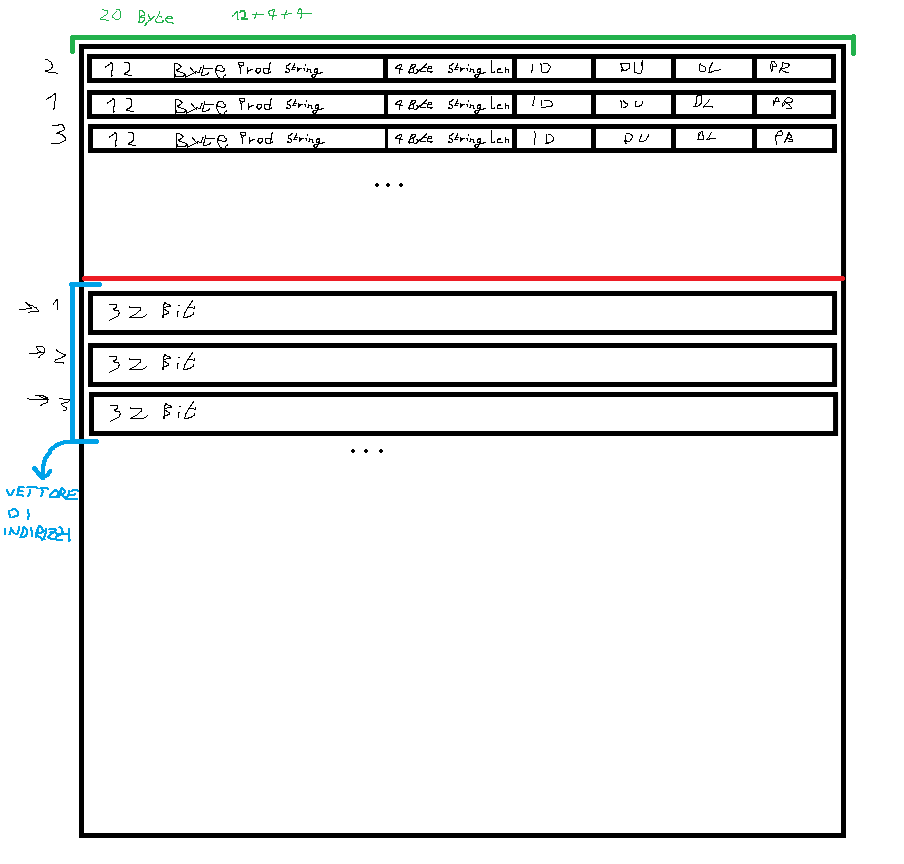 20 Byte 12+4+4
2 12 Byte Prod String 4 Byte String Len ID DU DL PR
1 12 Byte Prod String 4 Byte String Len ID DU DL PR
3 12 Byte Prod String 4 Byte String Len ID DU DL PR
...
→ 1 32 Bit
→ 2 32 Bit
→ 3 32 Bit
...
VETTORE
DI
INDIRIZZI